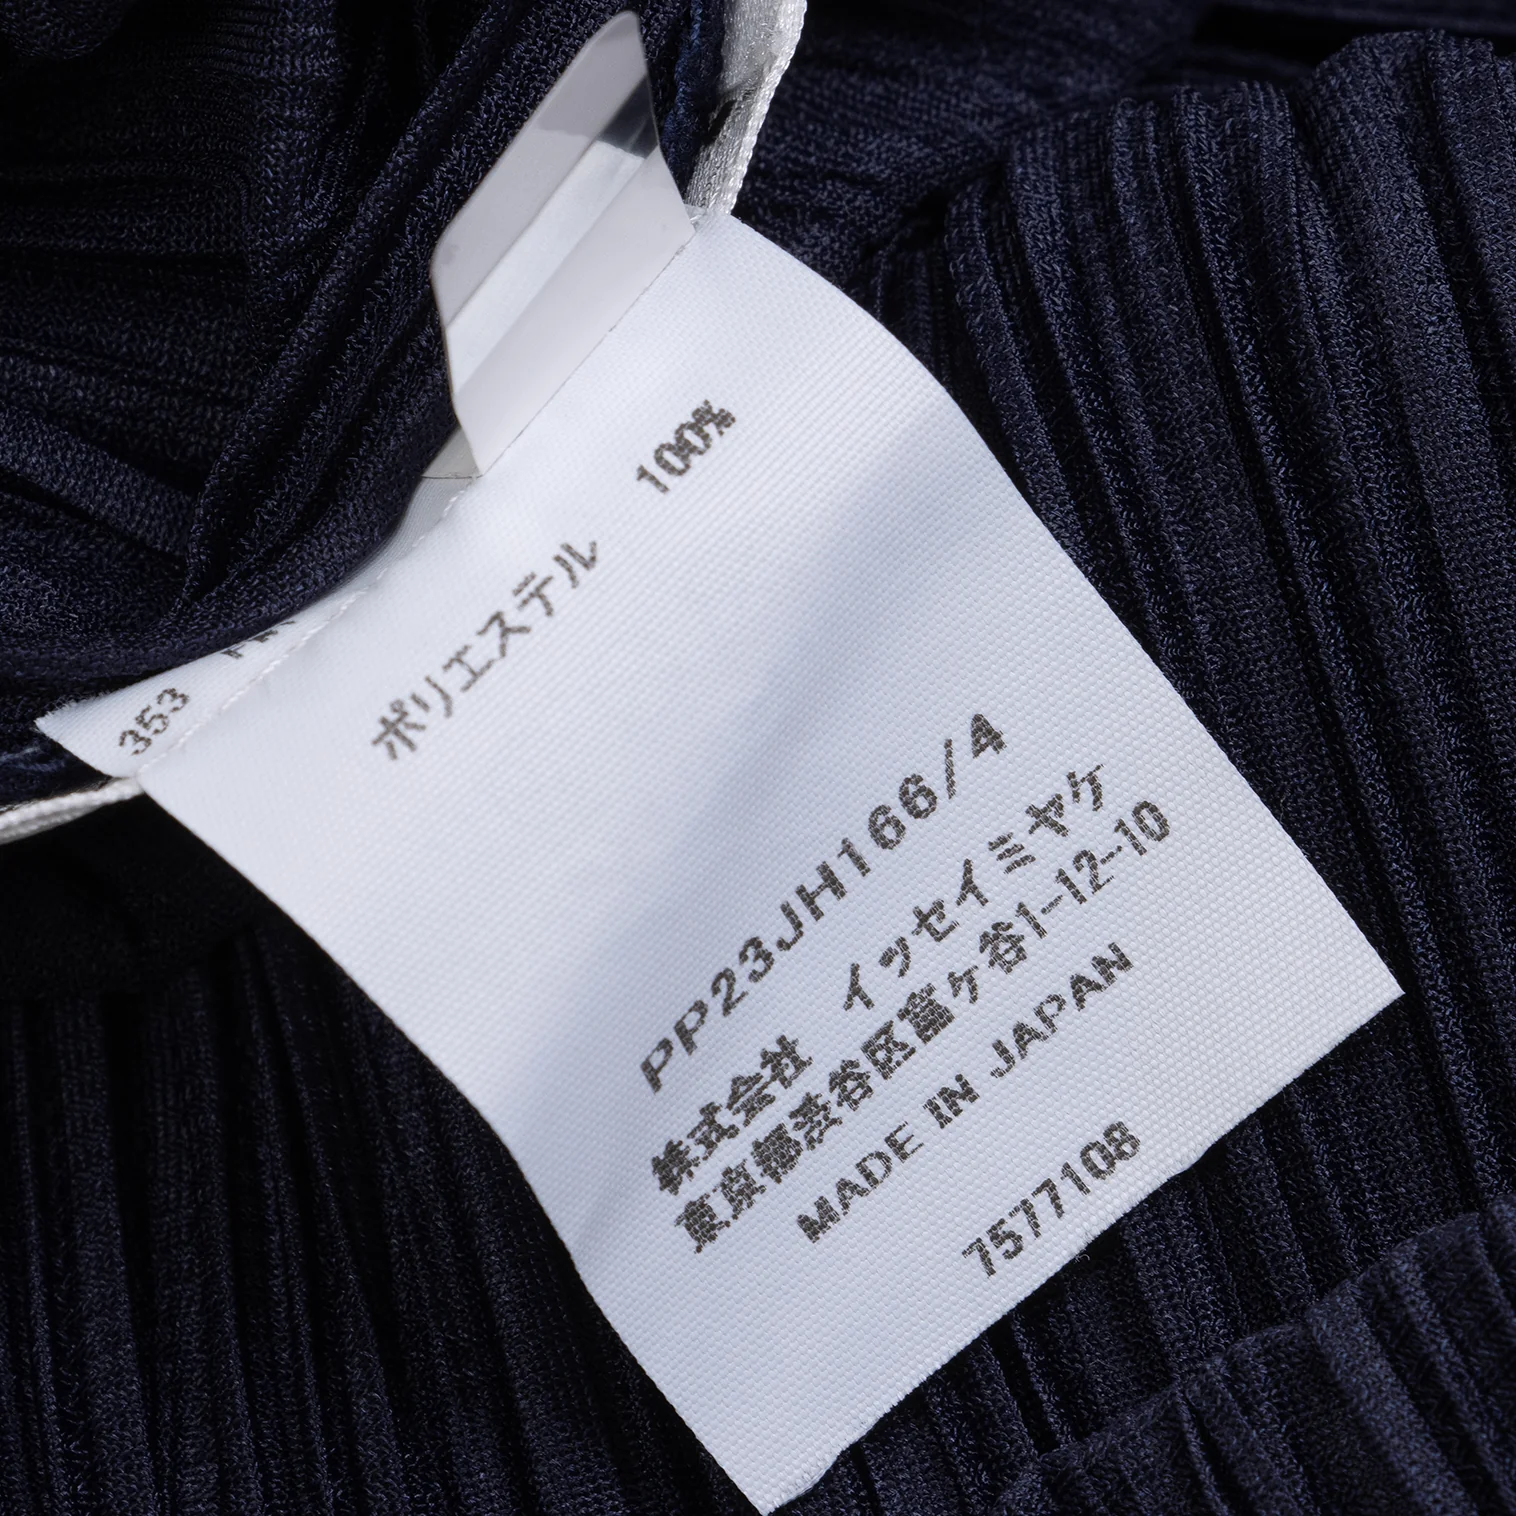 353
ポリエステル 100%
PP23JH166/4
株式会社 イッセイミヤケ
東京都渋谷区富ケ谷1-12-10
MADE IN JAPAN
7577108